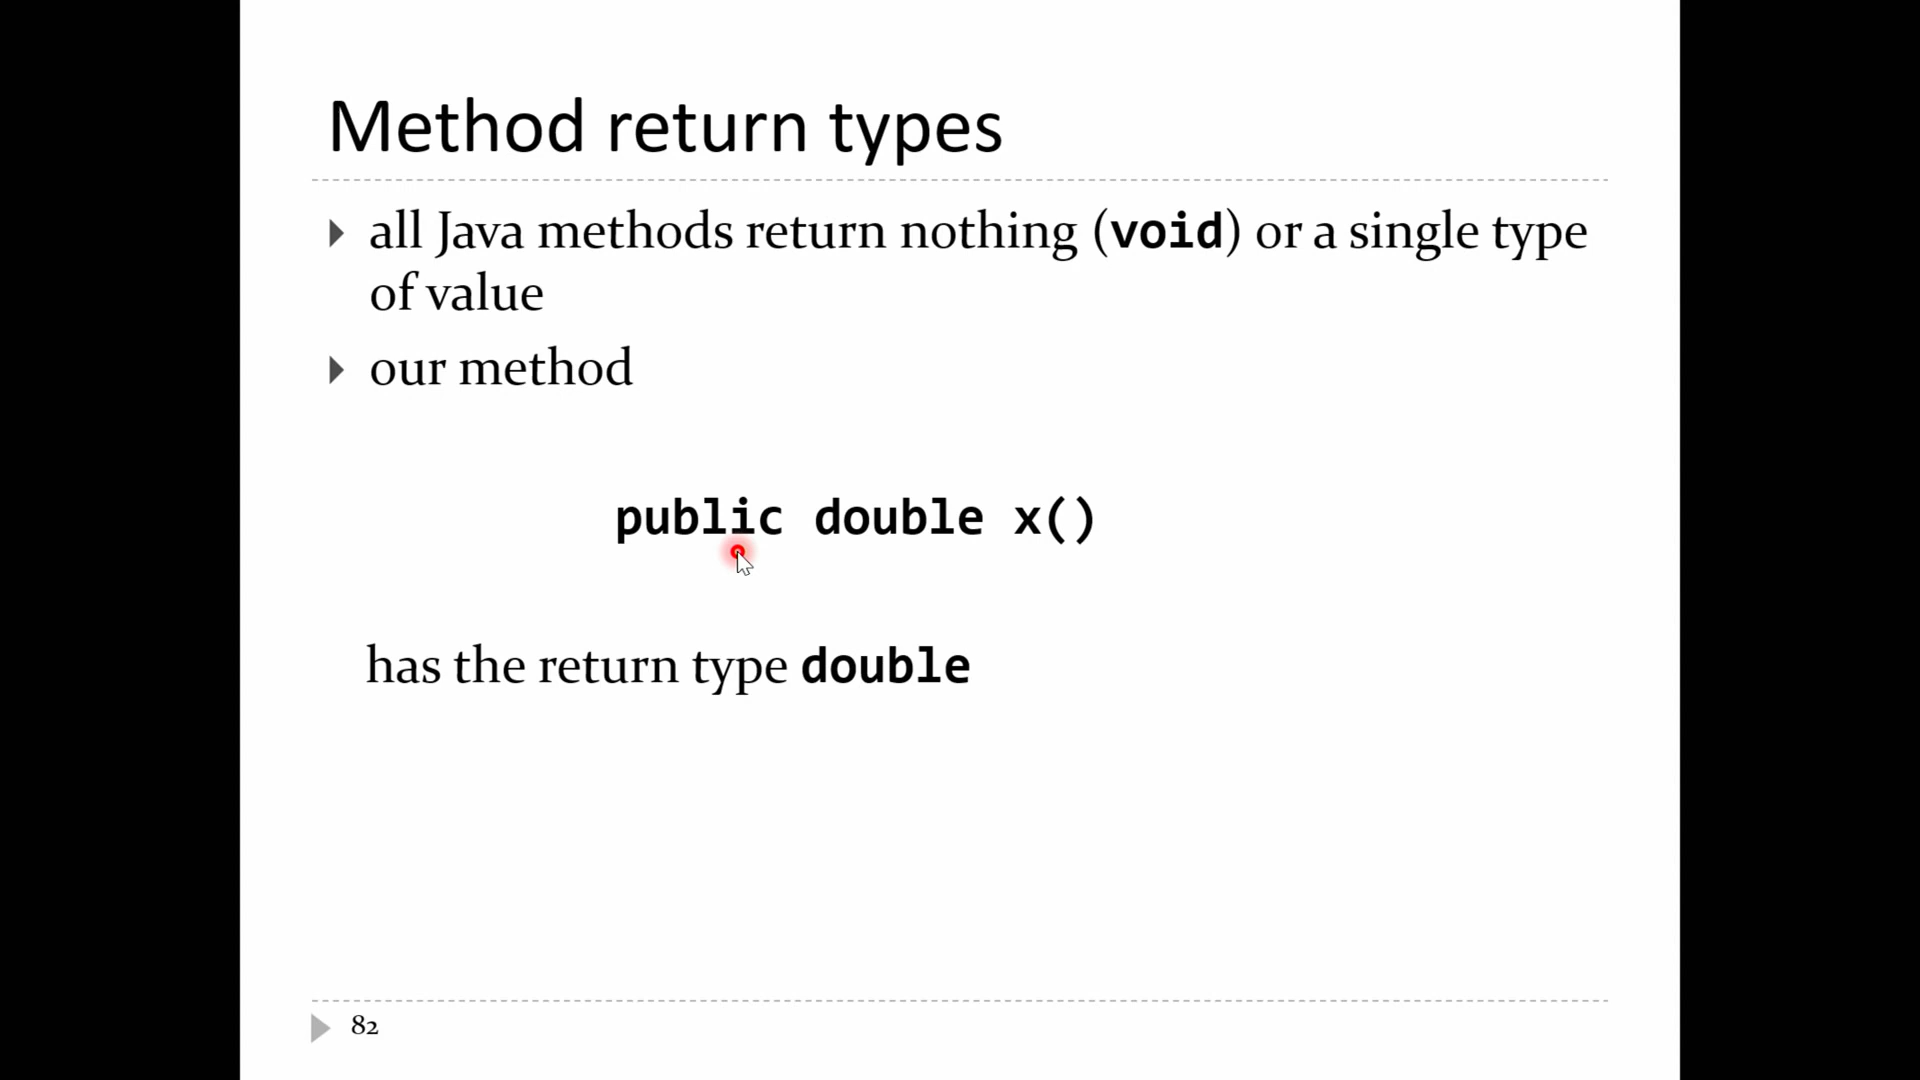 Method return types
all Java methods return nothing (void) or a single type
of value
our method
public double x()
has the return type double
82